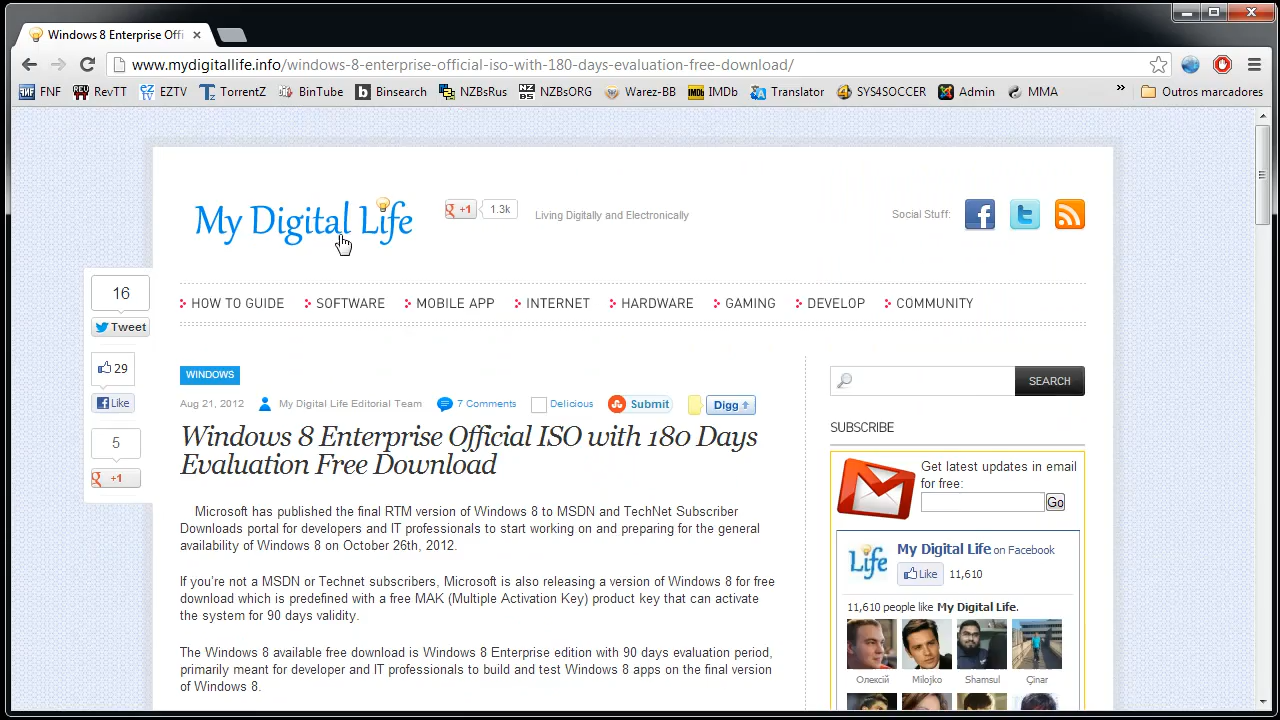 Windows 8 Enterprise Offi
www.mydigitallife.info/windows-8-enterprise-official-iso-with-180-days-evaluation-free-download/
FNF RevTT EZTV TorrentZ BinTube Binsearch NZBsRus NZBsORG Warez-BB IMDb Translator SYS4SOCCER Admin MMA » Outros marcadores
My Digital Life
+1 1.3k
Living Digitally and Electronically
Social Stuff:
HOW TO GUIDE SOFTWARE MOBILE APP INTERNET HARDWARE GAMING DEVELOP COMMUNITY
16
Tweet
29
Like
5
+1
WINDOWS
Aug 21, 2012 My Digital Life Editorial Team 7 Comments Delicious Submit Digg
Windows 8 Enterprise Official ISO with 180 Days
Evaluation Free Download
Microsoft has published the final RTM version of Windows 8 to MSDN and TechNet Subscriber
Downloads portal for developers and IT professionals to start working on and preparing for the general
availability of Windows 8 on October 26th, 2012.
If you're not a MSDN or Technet subscribers, Microsoft is also releasing a version of Windows 8 for free
download which is predefined with a free MAK (Multiple Activation Key) product key that can activate
the system for 90 days validity.
The Windows 8 available free download is Windows 8 Enterprise edition with 90 days evaluation period,
primarily meant for developer and IT professionals to build and test Windows 8 apps on the final version
of Windows 8.
SEARCH
SUBSCRIBE
Get latest updates in email
for free:
Go
Life
My Digital Life on Facebook
Like 11,610
11,610 people like My Digital Life.
Олексій Milojko Shamsul Çınar